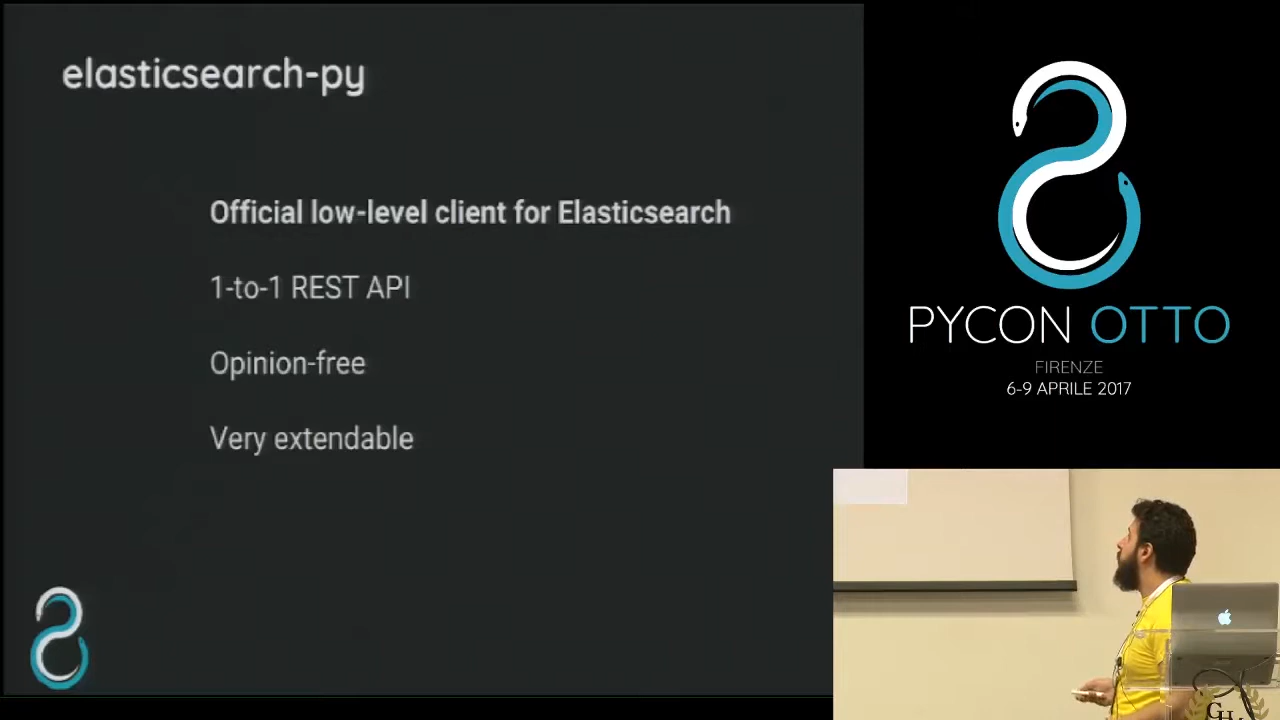 elasticsearch-py
Official low-level client for Elasticsearch
1-to-1 REST API
Opinion-free
Very extendable
PYCON OTTO
FIRENZE
6-9 APRILE 2017
GH